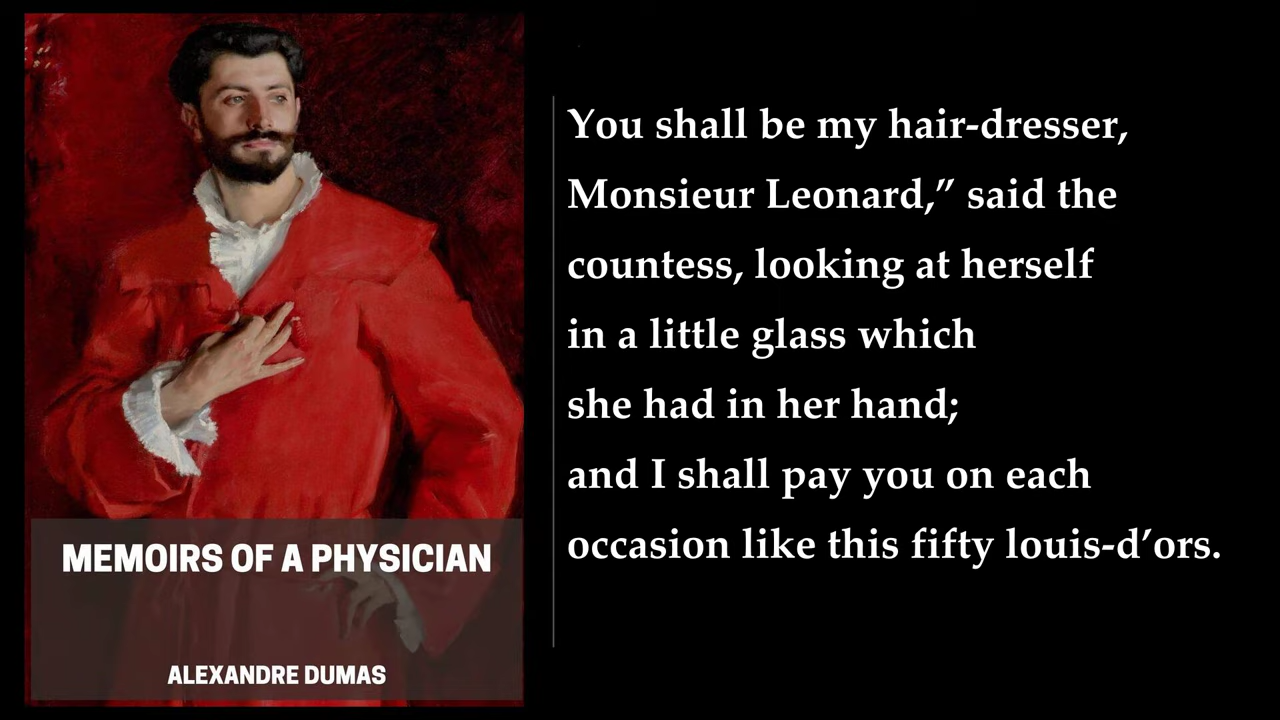 MEMOIRS OF A PHYSICIAN
ALEXANDRE DUMAS
You shall be my hair-dresser,
Monsieur Leonard,” said the
countess, looking at herself
in a little glass which
she had in her hand;
and I shall pay you on each
occasion like this fifty louis-d’ors.